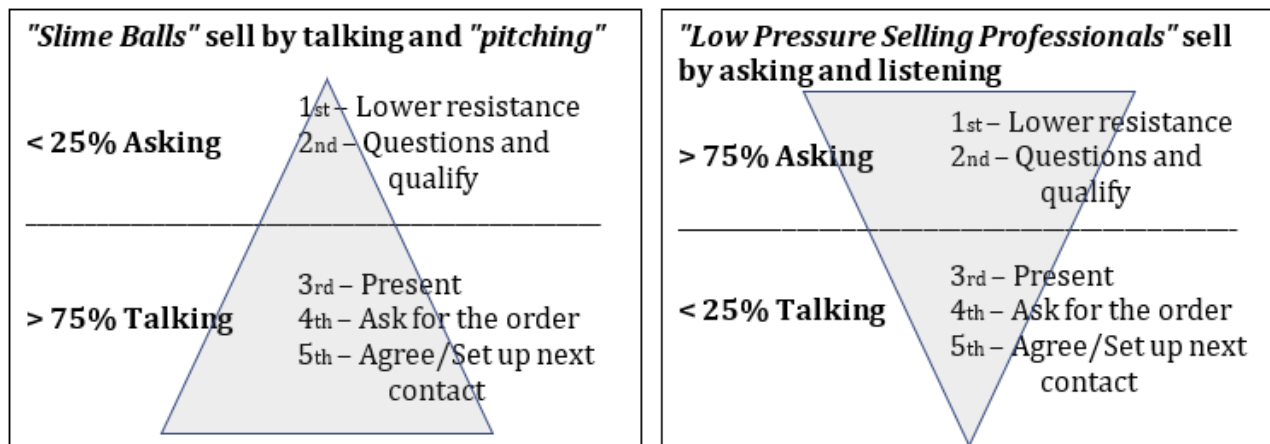 "Slime Balls" sell by talking and "pitching"
1st – Lower resistance
< 25% Asking
2nd – Questions and
qualify
3rd – Present
> 75% Talking
4th – Ask for the order
5th – Agree/Set up next
contact
"Low Pressure Selling Professionals" sell
by asking and listening
1st – Lower resistance
> 75% Asking
2nd – Questions and
qualify
3rd – Present
< 25% Talking
4th – Ask for the order
5th – Agree/Set up next
contact